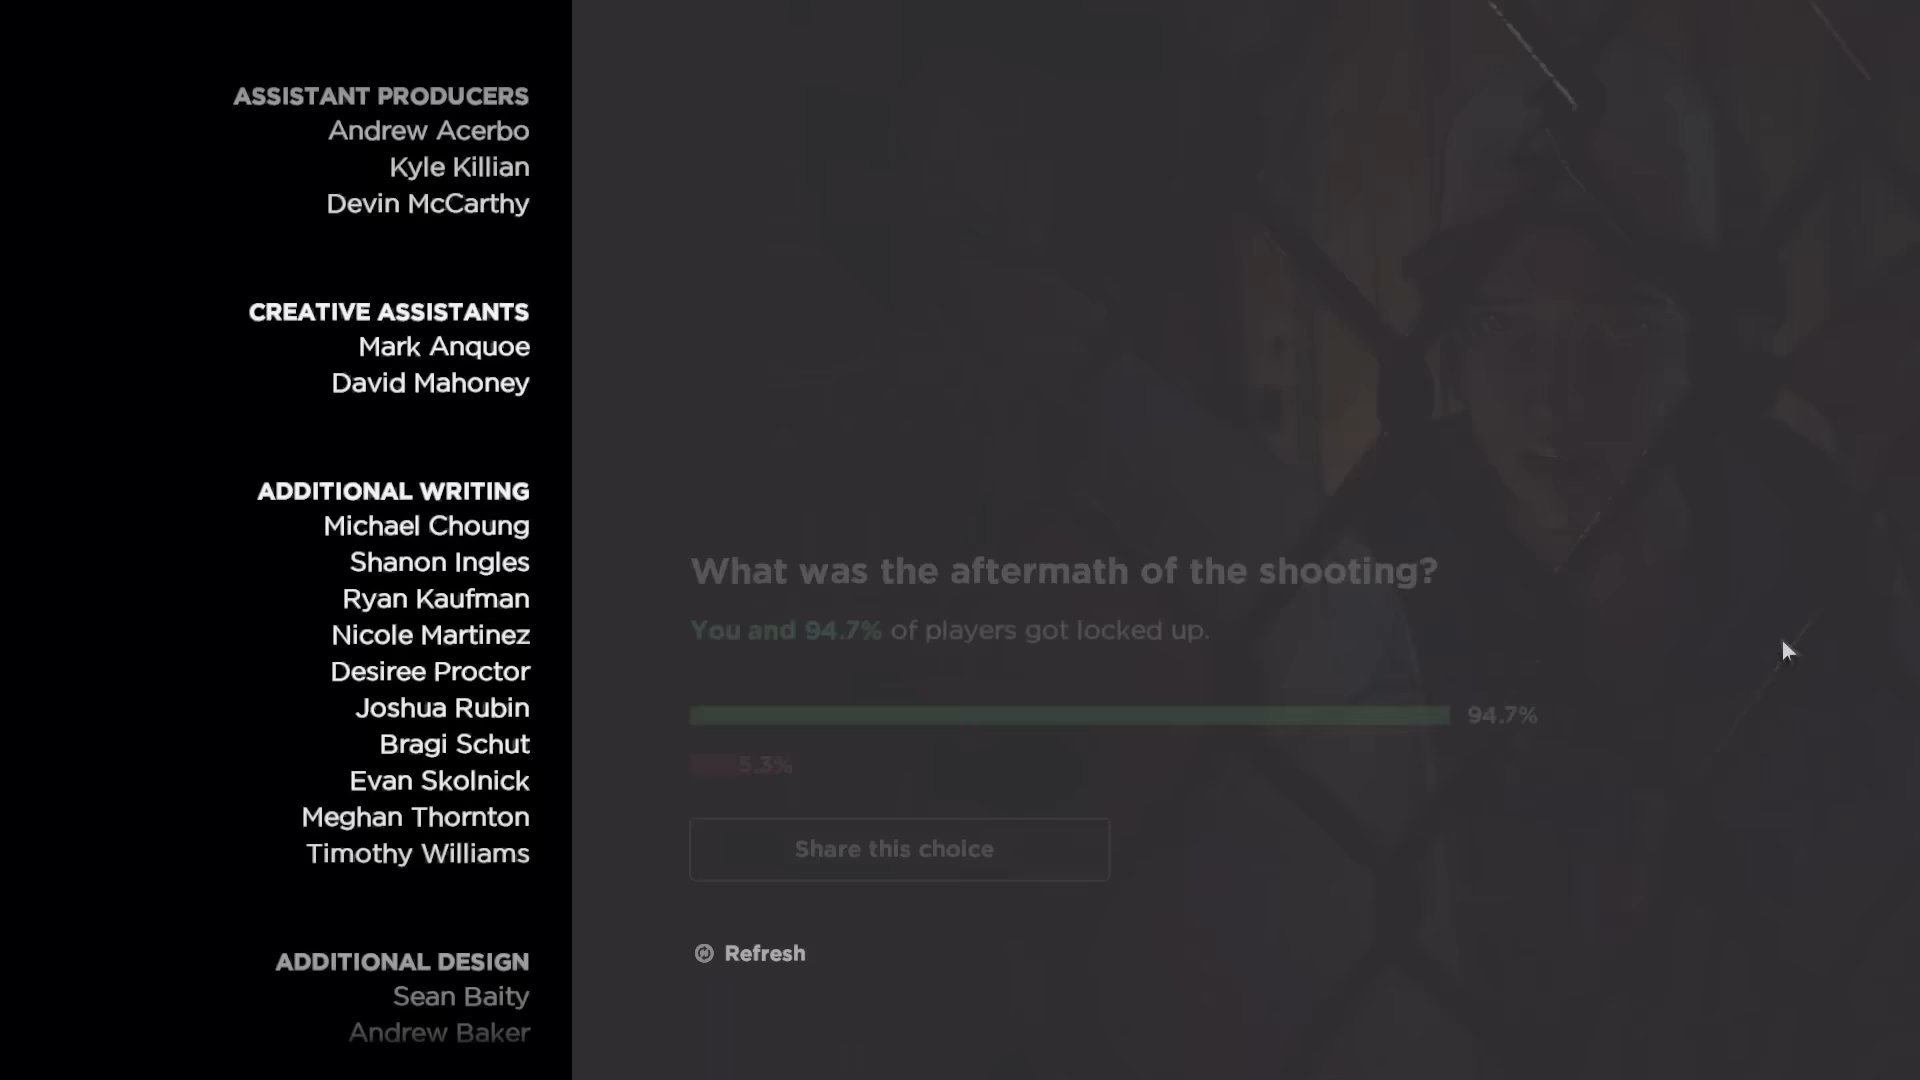 ASSISTANT PRODUCERS
Andrew Acerbo
Kyle Killian
Devin McCarthy
CREATIVE ASSISTANTS
Mark Anquoe
David Mahoney
ADDITIONAL WRITING
Michael Choung
Shanon Ingles
Ryan Kaufman
Nicole Martinez
Desiree Proctor
Joshua Rubin
Bragi Schut
Evan Skolnick
Meghan Thornton
Timothy Williams
ADDITIONAL DESIGN
Sean Baity
Andrew Baker
What was the aftermath of the shooting?
You and 94.7% of players got locked up.
94.7%
5.3%
Share this choice
Refresh